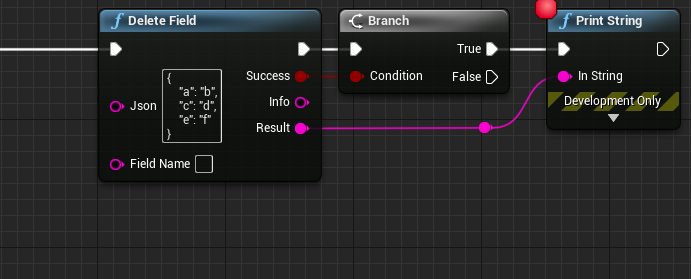 f Delete Field
Json
{
"a": "b",
"c": "d",
"e": "f"
}
Field Name
Success
Info
Result
Branch
Condition
True
False
f Print String
In String
Development Only